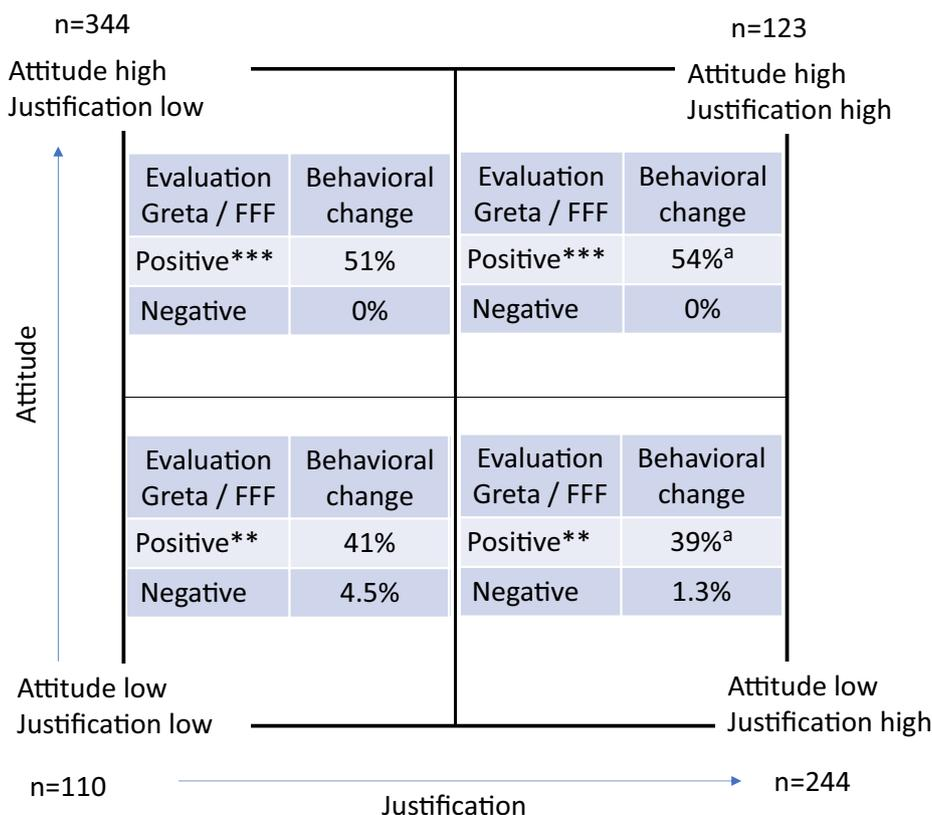 n=344
n=123
Attitude high
Justification low
Attitude high
Justification high
Evaluation
Greta / FFF
Behavioral
change
Positive***
51%
Negative
0%
Evaluation
Greta / FFF
Behavioral
change
Positive***
54%ᵃ
Negative
0%
Attitude
Evaluation
Greta / FFF
Behavioral
change
Positive**
41%
Negative
4.5%
Evaluation
Greta / FFF
Behavioral
change
Positive**
39%ᵃ
Negative
1.3%
Attitude low
Justification low
Attitude low
Justification high
n=110
n=244
Justification